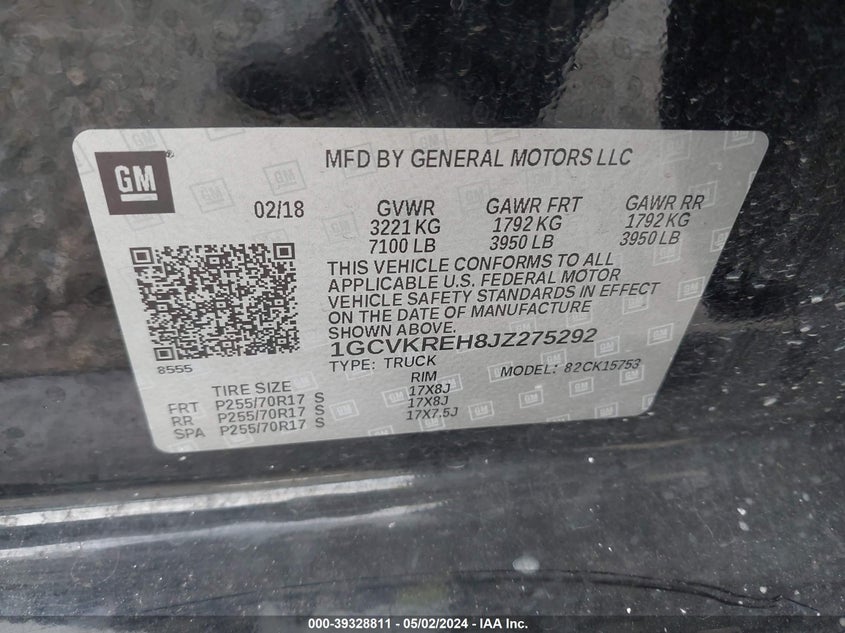 GM
MFD BY GENERAL MOTORS LLC
02/18 GVWR GAWR FRT GAWR RR
3221 KG 1792 KG 1792 KG
7100 LB 3950 LB 3950 LB
THIS VEHICLE CONFORMS TO ALL
APPLICABLE U.S. FEDERAL MOTOR
VEHICLE SAFETY STANDARDS IN EFFECT
ON THE DATE OF MANUFACTURE
SHOWN ABOVE.
1GCVKREH8JZ275292
8555
TYPE: TRUCK MODEL: 82CK15753
TIRE SIZE RIM
FRT P255/70R17 S 17X8J
RR P255/70R17 S 17X8J
SPA P255/70R17 S 17X7.5J
000-39328811 - 05/02/2024 - IAA Inc.